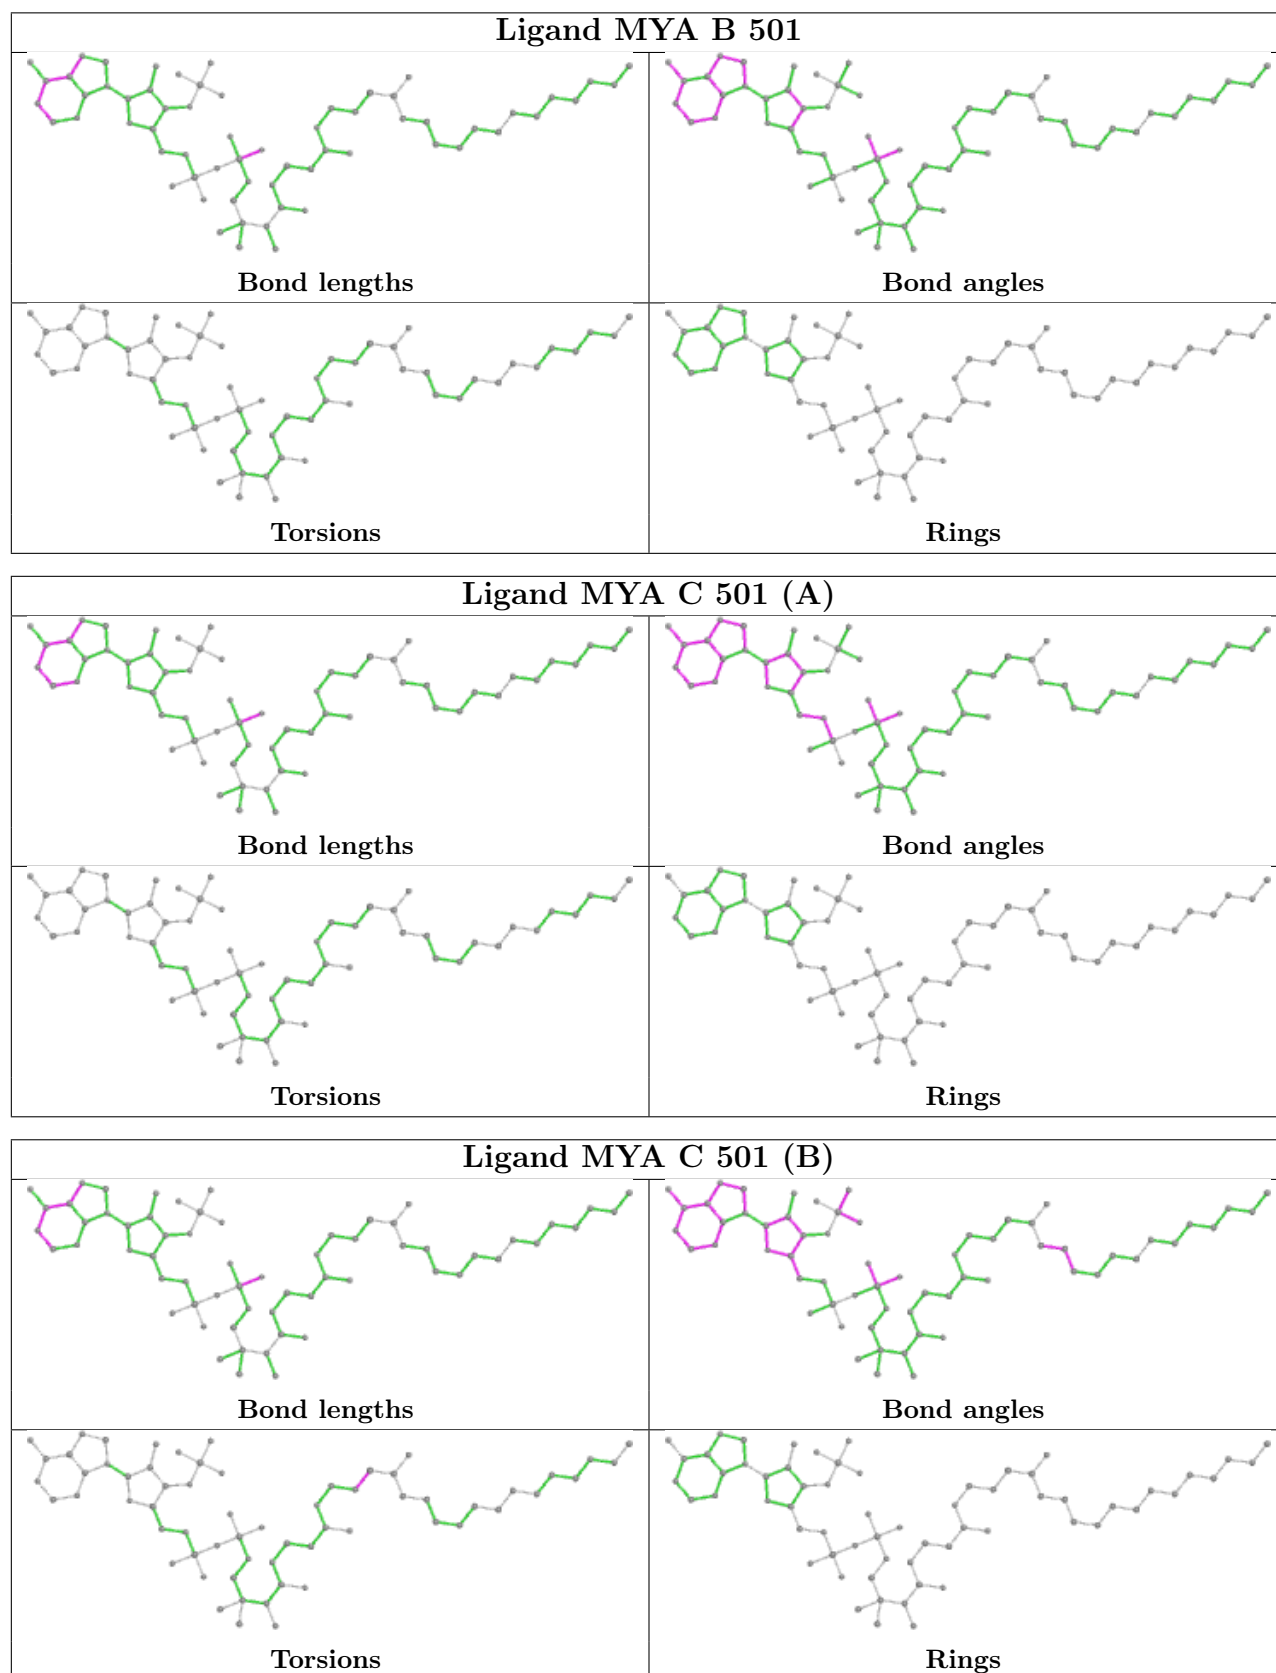 Ligand MYA B 501
Bond lengths
Bond angles
Torsions
Rings
Ligand MYA C 501 (A)
Bond lengths
Bond angles
Torsions
Rings
Ligand MYA C 501 (B)
Bond lengths
Bond angles
Torsions
Rings